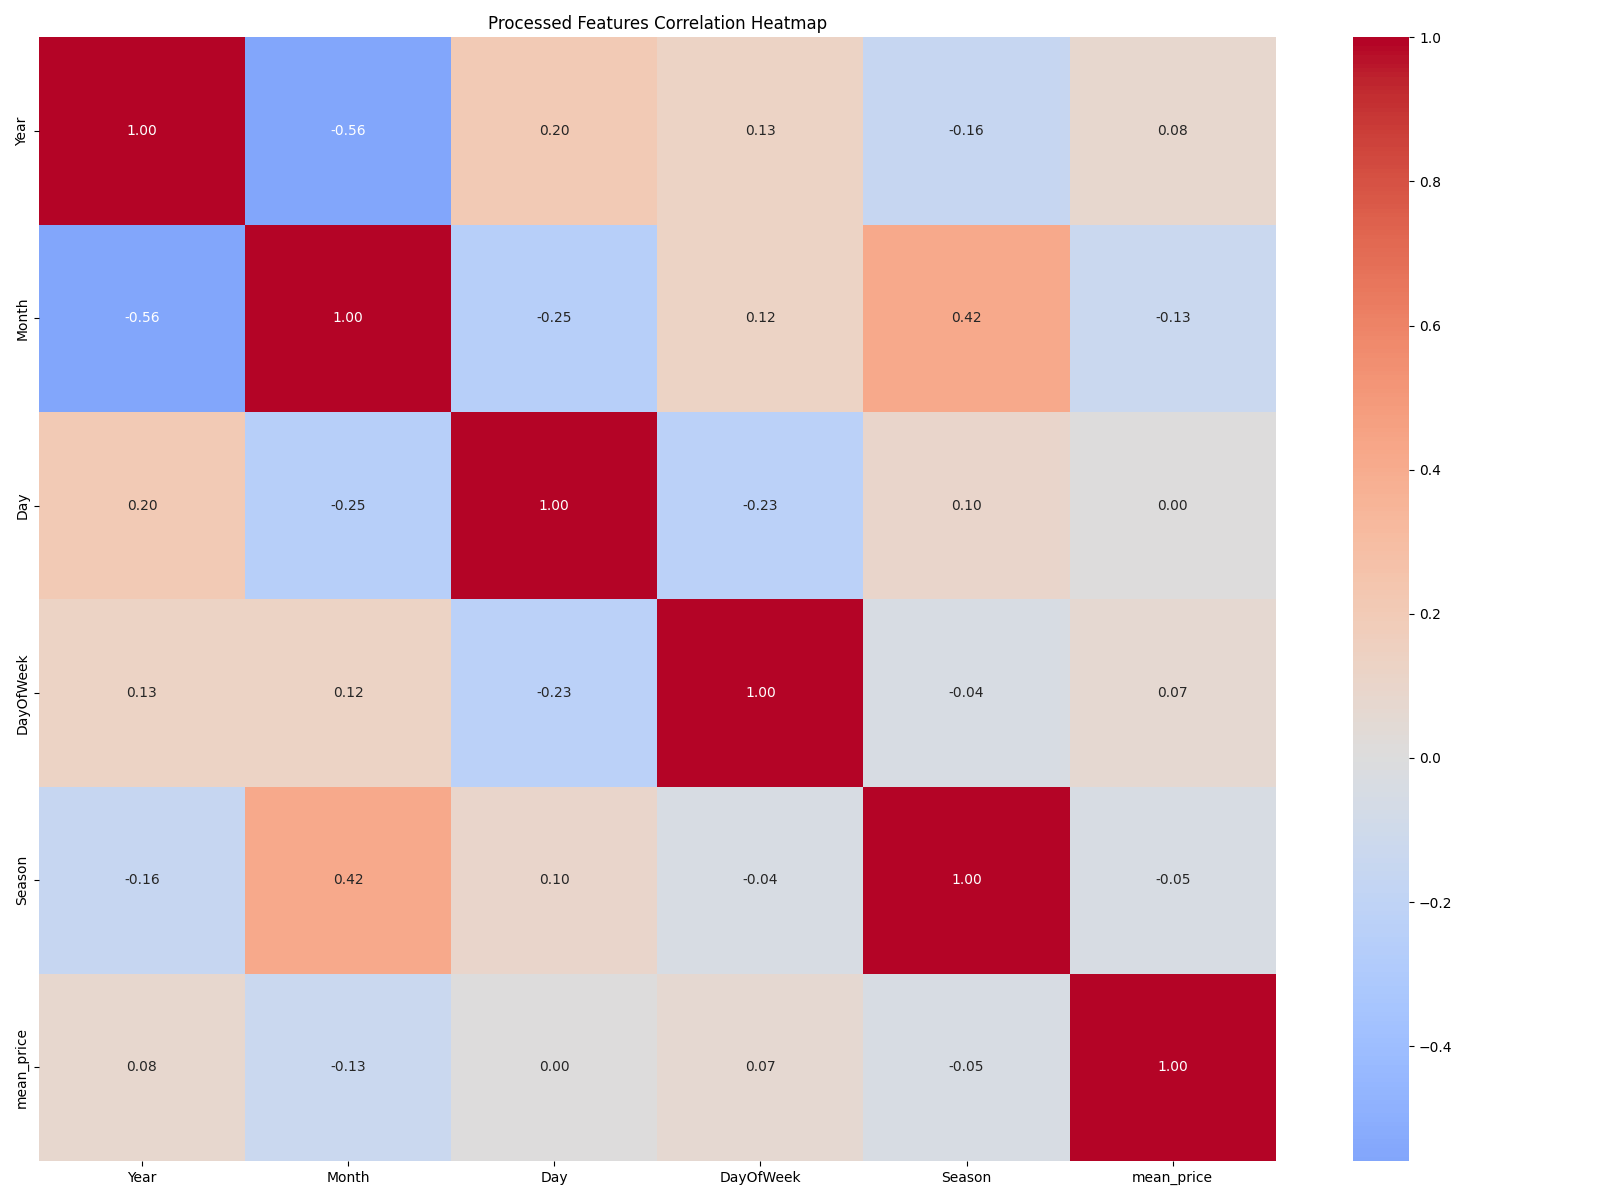 Processed Features Correlation Heatmap
Year 1.00 -0.56 0.20 0.13 -0.16 0.08
Month -0.56 1.00 -0.25 0.12 0.42 -0.13
Day 0.20 -0.25 1.00 -0.23 0.10 0.00
DayOfWeek 0.13 0.12 -0.23 1.00 -0.04 0.07
Season -0.16 0.42 0.10 -0.04 1.00 -0.05
mean_price 0.08 -0.13 0.00 0.07 -0.05 1.00
Year Month Day DayOfWeek Season mean_price
1.0
0.8
0.6
0.4
0.2
0.0
−0.2
−0.4